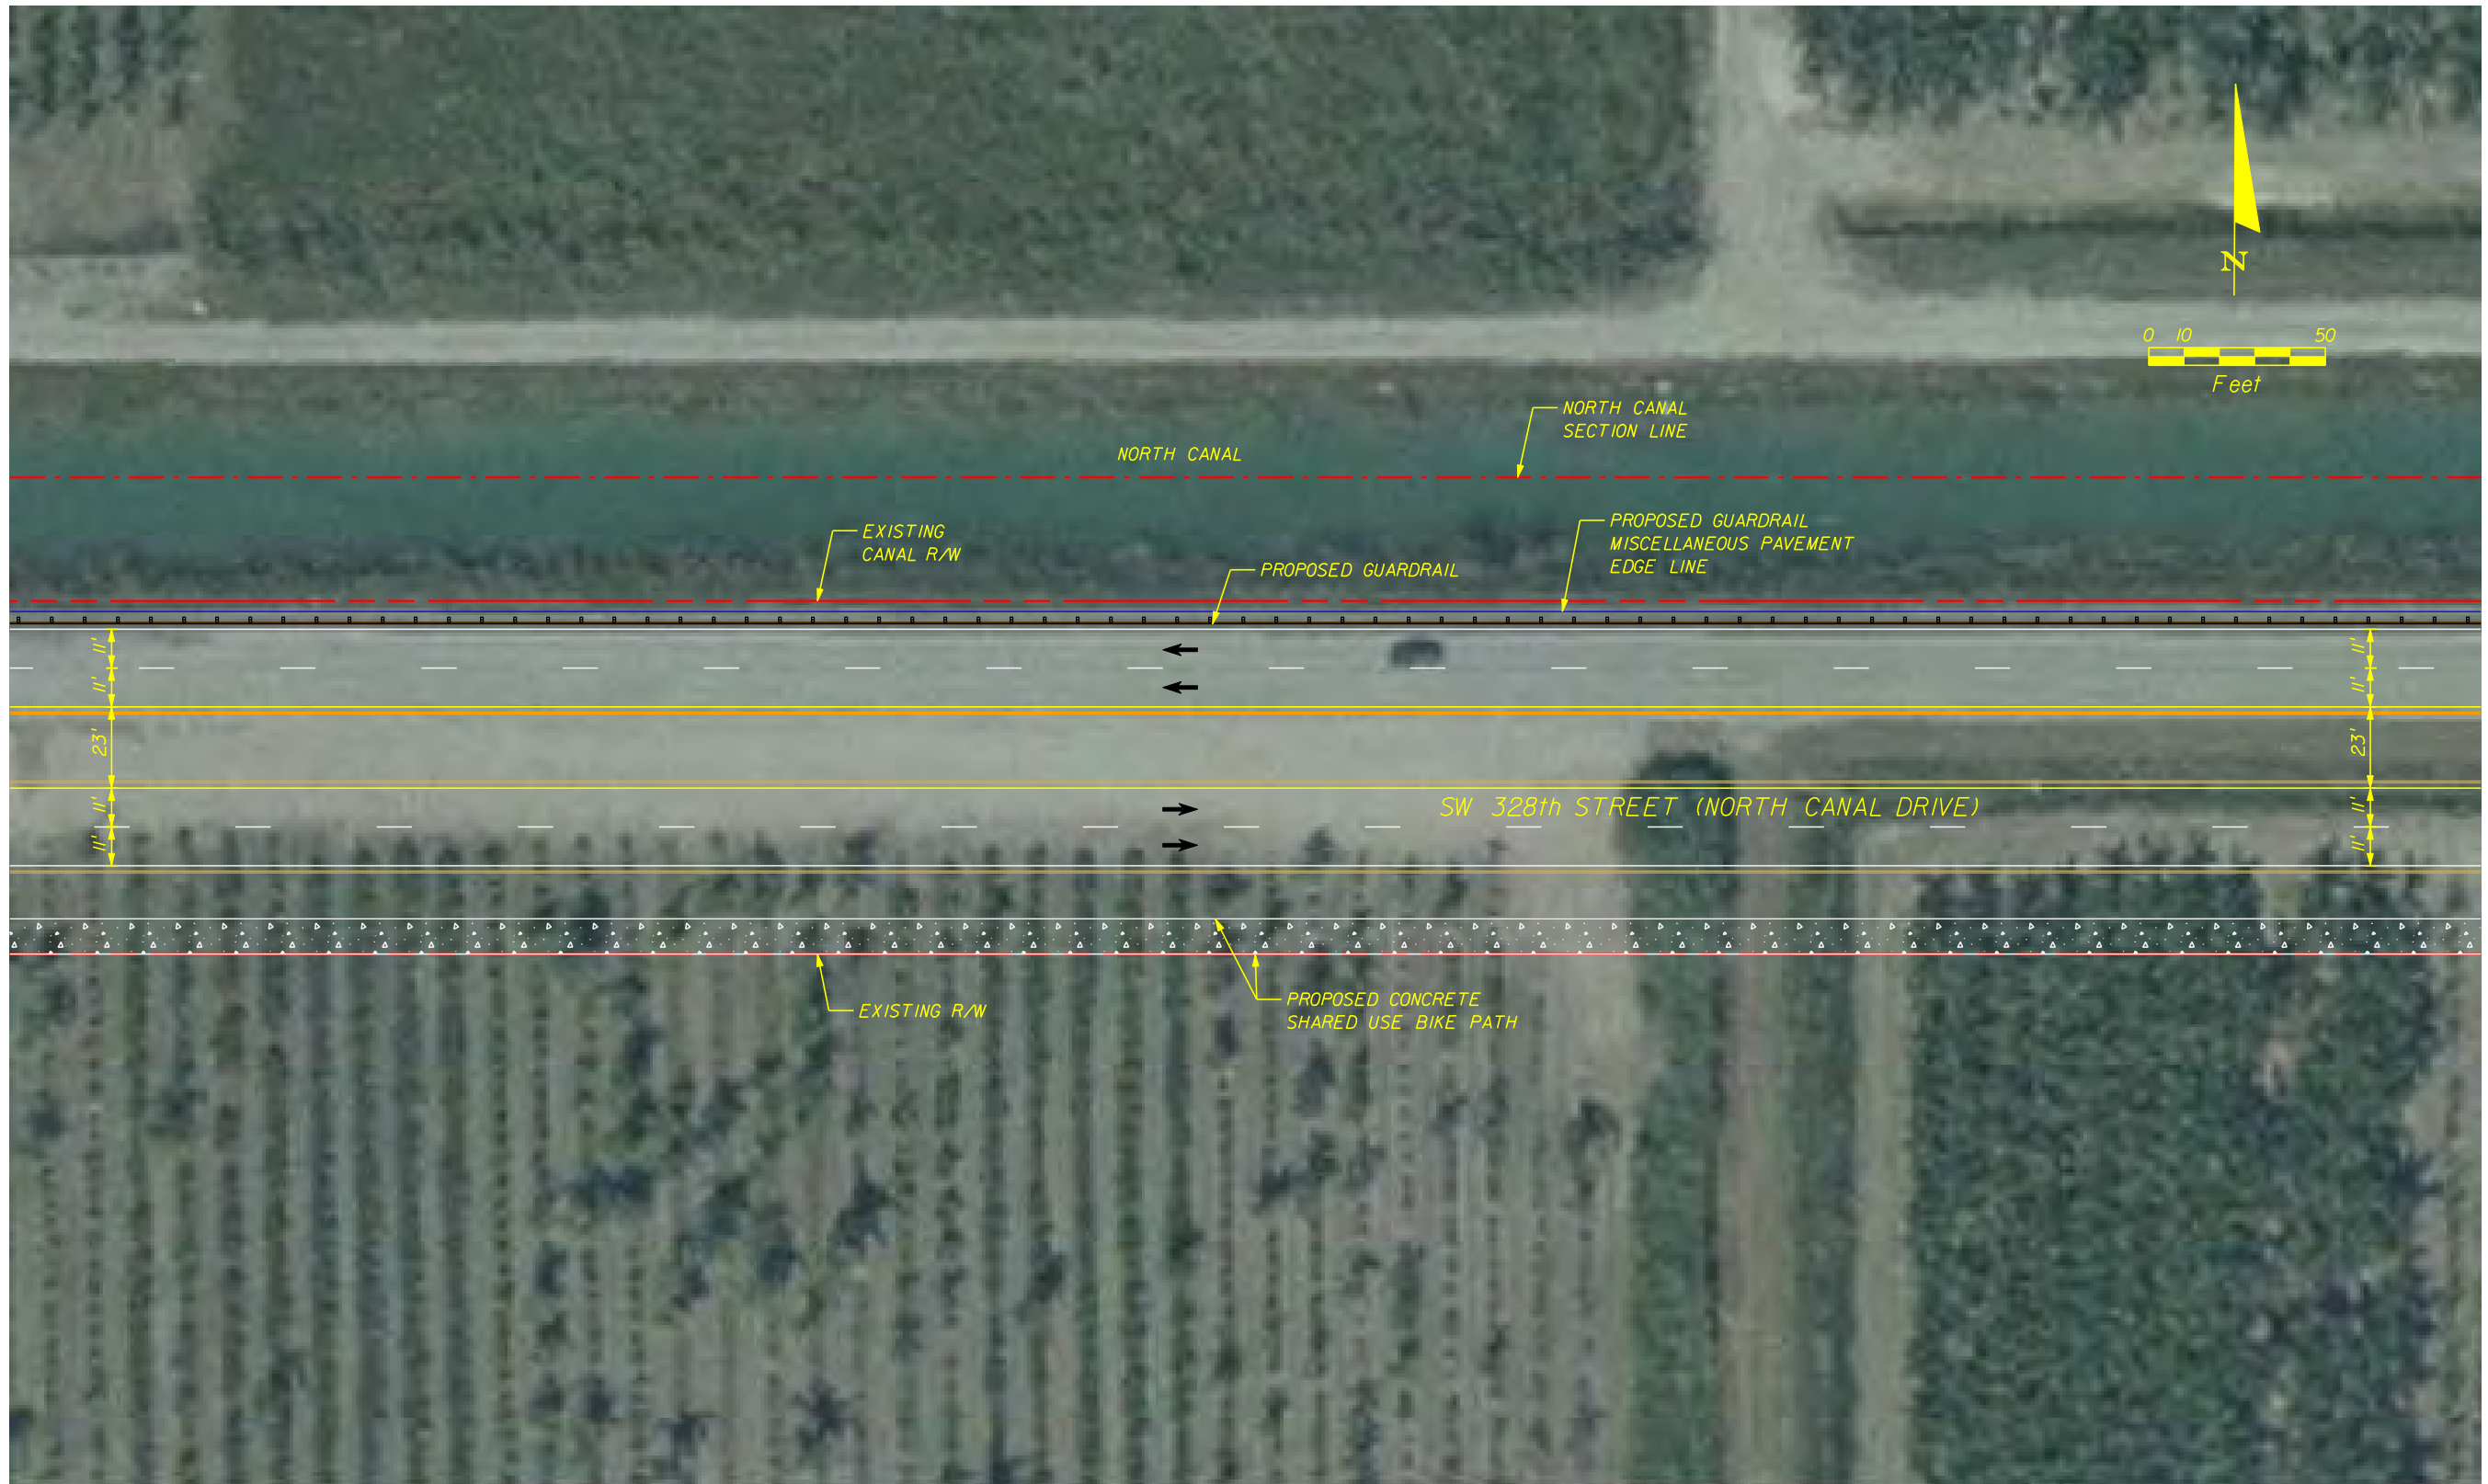 N
0 10 50
Feet
NORTH CANAL
SECTION LINE
NORTH CANAL
EXISTING
CANAL R/W
PROPOSED GUARDRAIL
MISCELLANEOUS PAVEMENT
EDGE LINE
PROPOSED GUARDRAIL
11'
11'
23'
11'
11'
11'
11'
23'
11'
11'
SW 328th STREET (NORTH CANAL DRIVE)
EXISTING R/W
PROPOSED CONCRETE
SHARED USE BIKE PATH